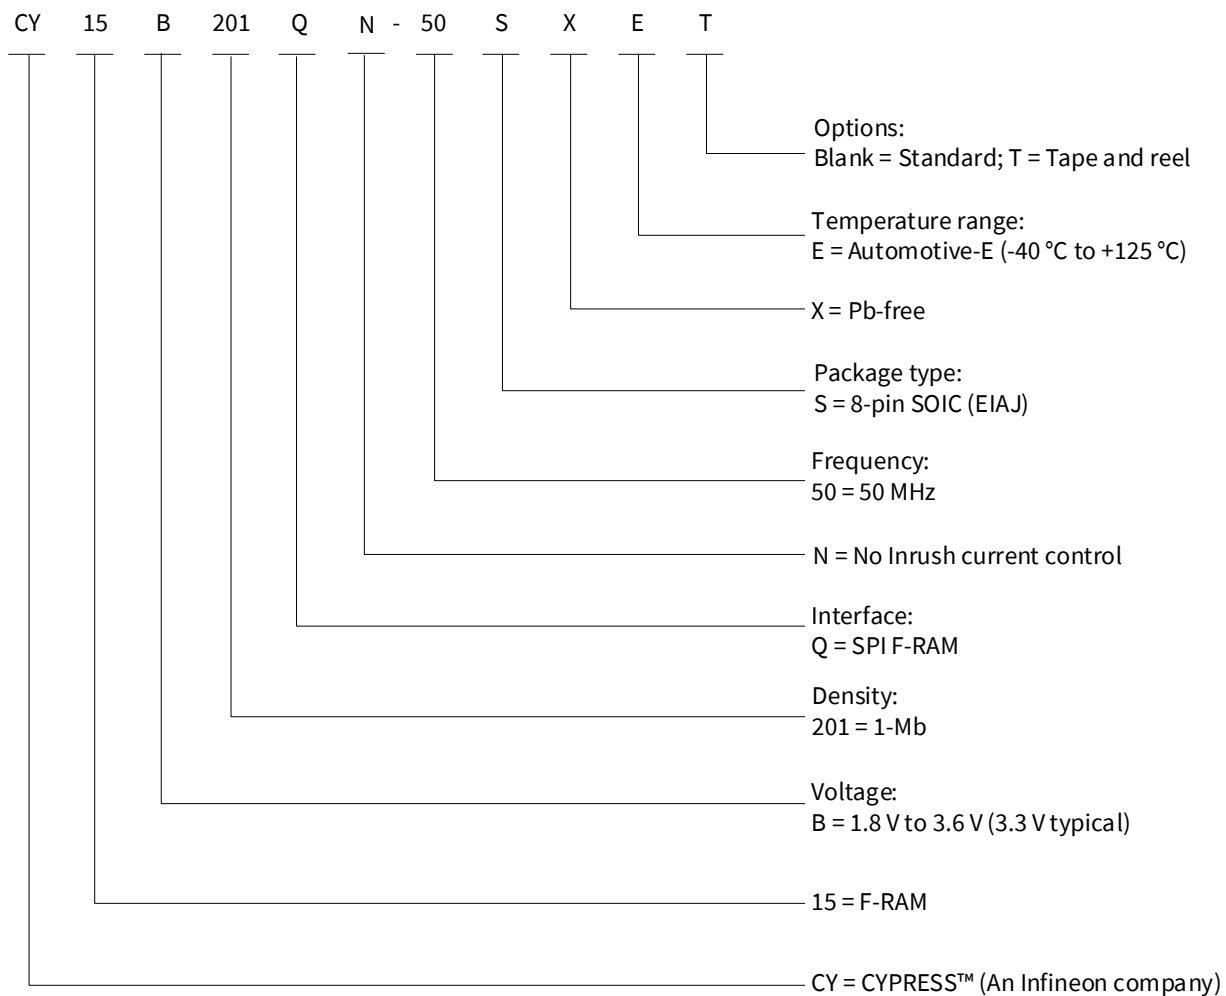 CY 15 B 201 Q N - 50 S X E T
Options:
Blank = Standard; T = Tape and reel
Temperature range:
E = Automotive-E (-40 °C to +125 °C)
X = Pb-free
Package type:
S = 8-pin SOIC (EIAJ)
Frequency:
50 = 50 MHz
N = No Inrush current control
Interface:
Q = SPI F-RAM
Density:
201 = 1-Mb
Voltage:
B = 1.8 V to 3.6 V (3.3 V typical)
15 = F-RAM
CY = CYPRESS™ (An Infineon company)